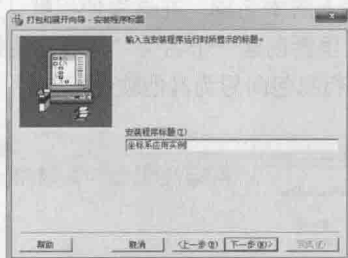 打包和展开向导 - 安装程序标题
输入当安装程序运行时所显示的标题。
安装程序标题(T)
坐标系应用实例
帮助 取消 <上一步(B) 下一步(N)> 完成(F)